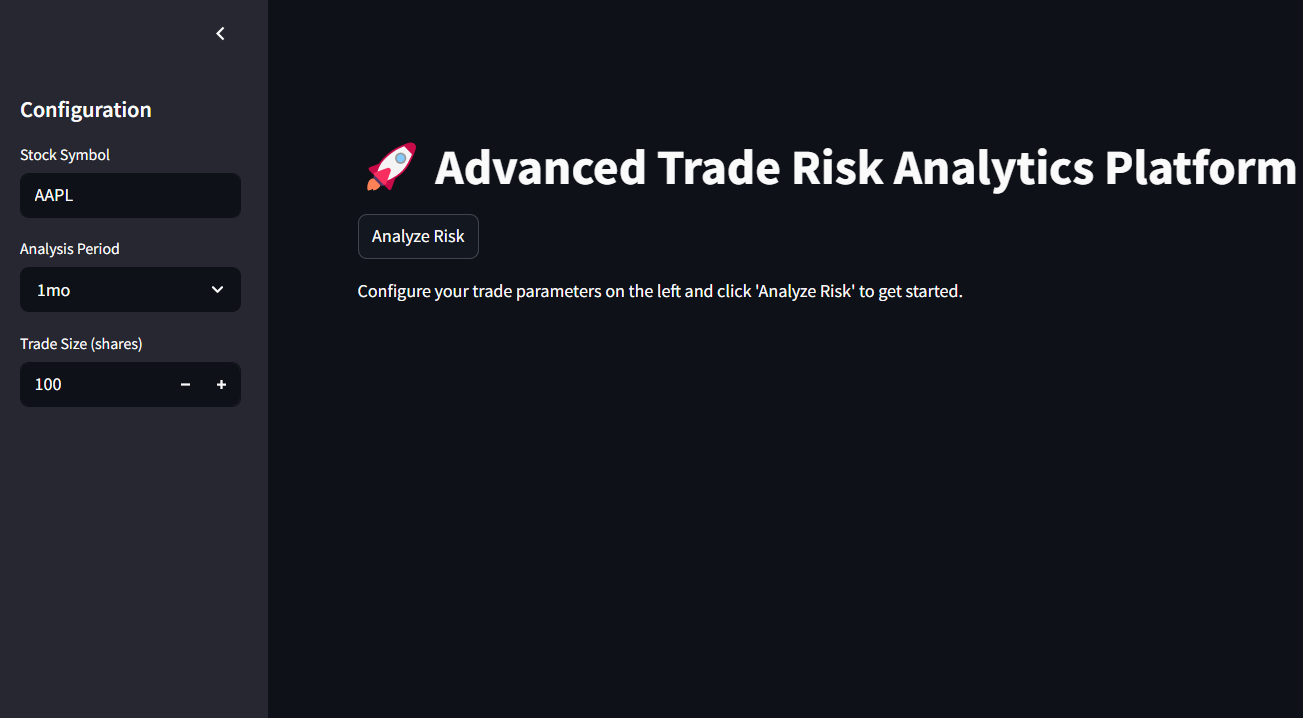 Configuration
Stock Symbol
AAPL
Analysis Period
1mo
Trade Size (shares)
100
Advanced Trade Risk Analytics Platform
Analyze Risk
Configure your trade parameters on the left and click 'Analyze Risk' to get started.